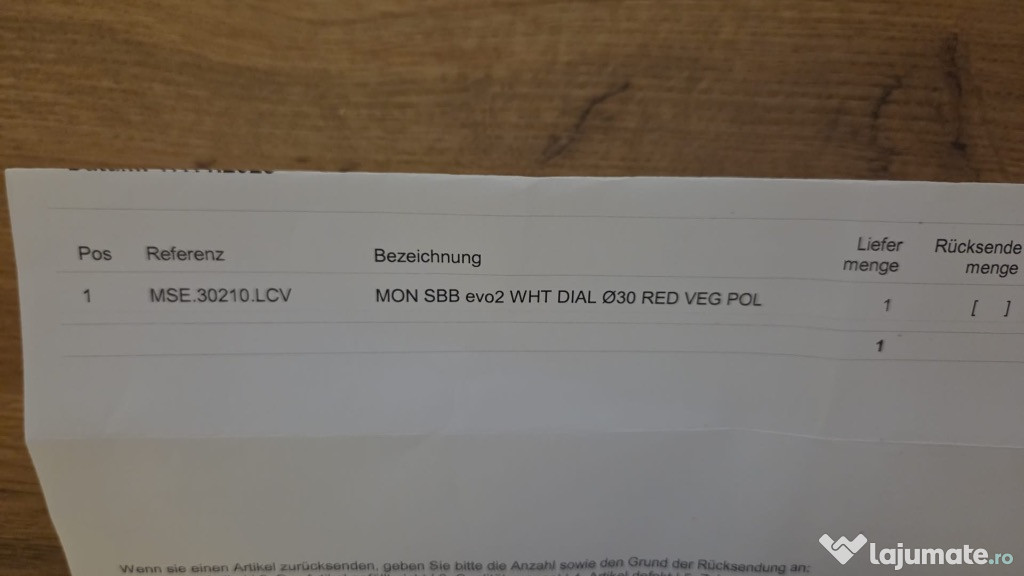 Pos Referenz Bezeichnung Liefer menge Rücksende menge
1 MSE.30210.LCV MON SBB evo2 WHT DIAL Ø30 RED VEG POL 1 [ ]
1
Wenn sie einen Artikel zurücksenden, geben Sie bitte die Anzahl sowie den Grund der Rücksendung an:
lajumate.ro